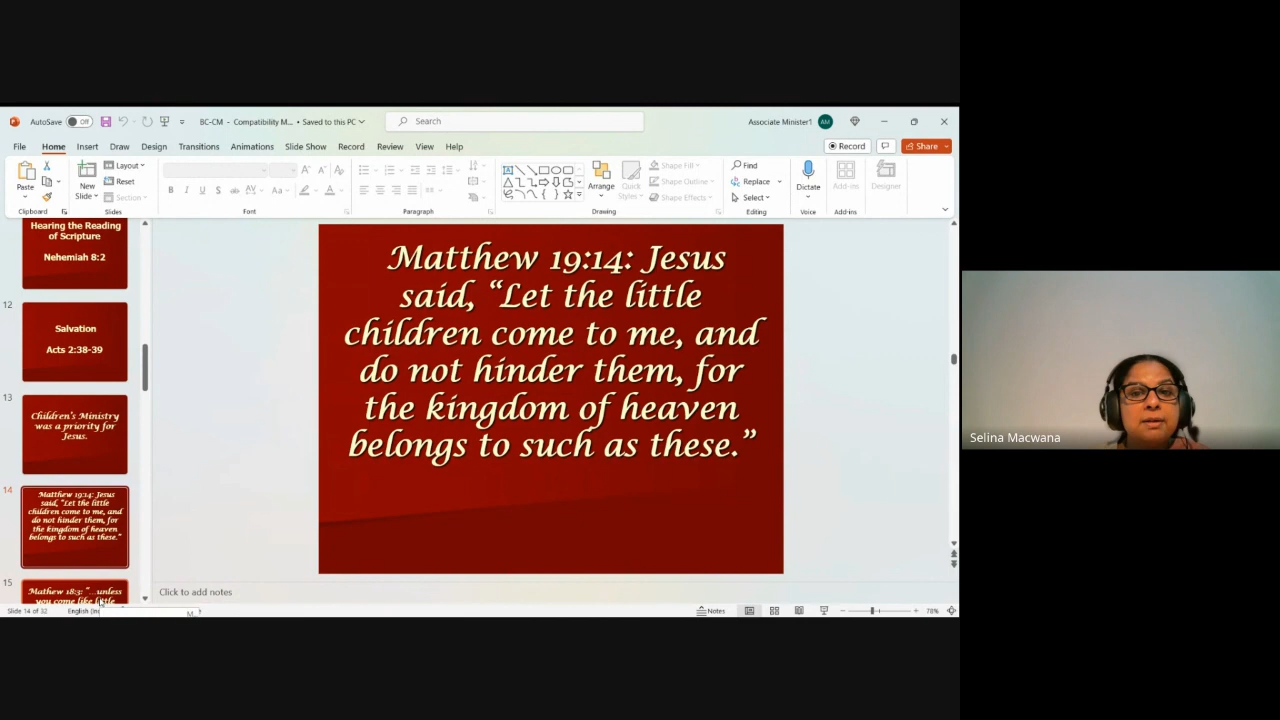 AutoSave Off
BC-CM - Compatibility M... • Saved to this PC
Search
Associate Minister1 AM
File Home Insert Draw Design Transitions Animations Slide Show Record Review View Help
Record
Share
Paste
New
Slide
Layout
Reset
Section
Arrange
Quick
Styles
Shape Fill
Shape Outline
Shape Effects
Find
Replace
Select
Dictate
Add-ins
Designer
Clipboard Slides Font Paragraph Drawing Editing Voice Add-ins
Hearing the Reading
of Scripture
Nehemiah 8:2
12
Salvation
Acts 2:38-39
13
Children's Ministry
was a priority for
Jesus.
14
Matthew 19:14: Jesus
said, "Let the little
children come to me, and
do not hinder them, for
the kingdom of heaven
belongs to such as these."
15
Mathew 18:3: "...unless
you come like little
Matthew 19:14: Jesus
said, “Let the little
children come to me, and
do not hinder them, for
the kingdom of heaven
belongs to such as these.”
Click to add notes
Slide 14 of 32
English (In
M...
Notes
78%
Selina Macwana